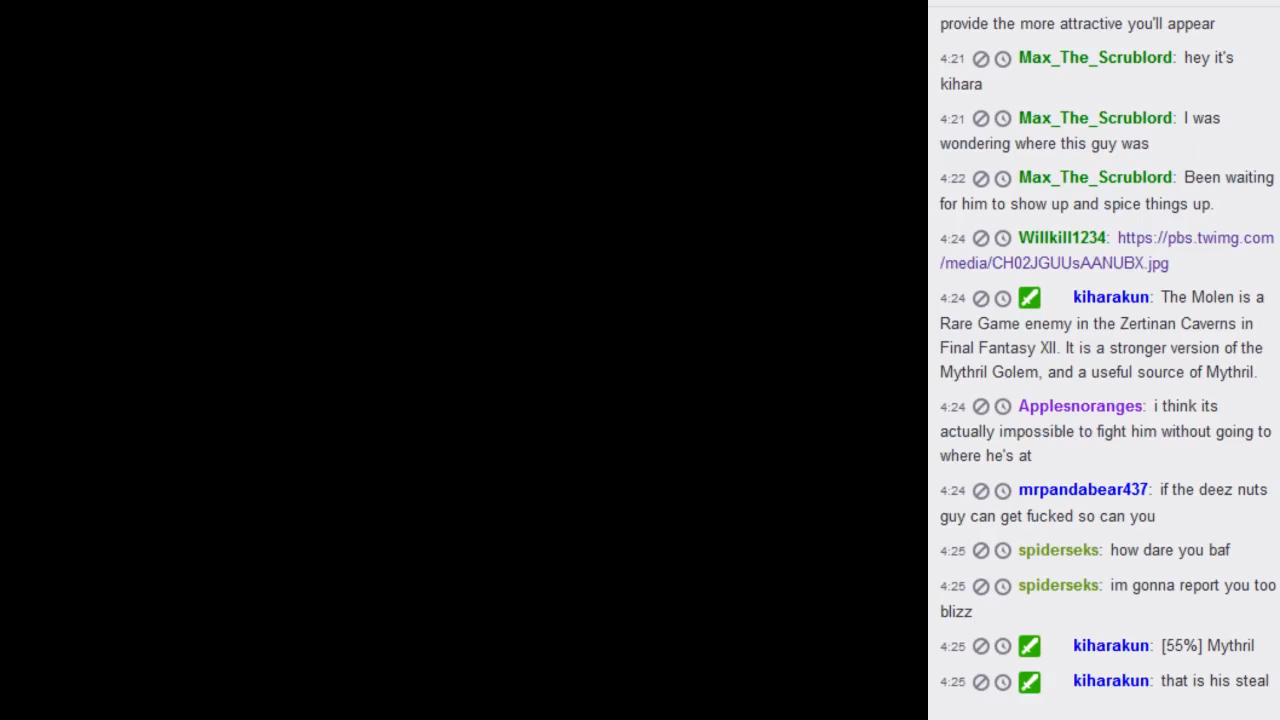 provide the more attractive you'll appear
4:21 Max_The_Scrublord: hey it's
kihara
4:21 Max_The_Scrublord: I was
wondering where this guy was
4:22 Max_The_Scrublord: Been waiting
for him to show up and spice things up.
4:24 Willkill1234: https://pbs.twimg.com
/media/CH02JGUUsAANUBX.jpg
4:24 kiharakun: The Molen is a
Rare Game enemy in the Zertinan Caverns in
Final Fantasy XII. It is a stronger version of the
Mythril Golem, and a useful source of Mythril.
4:24 Applesnoranges: i think its
actually impossible to fight him without going to
where he's at
4:24 mrpandabear437: if the deez nuts
guy can get fucked so can you
4:25 spiderseks: how dare you baf
4:25 spiderseks: im gonna report you too
blizz
4:25 kiharakun: [55%] Mythril
4:25 kiharakun: that is his steal